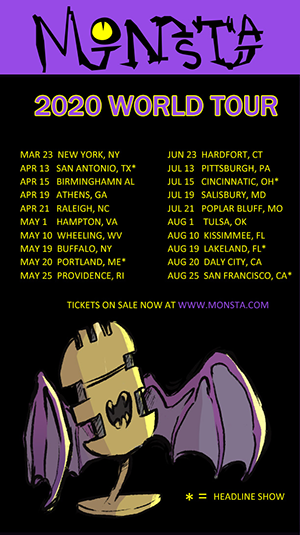 MONSTA
2020 WORLD TOUR
MAR 23 NEW YORK, NY
APR 13 SAN ANTONIO, TX*
APR 15 BIRMINGHAMN AL
APR 19 ATHENS, GA
APR 21 RALEIGH, NC
MAY 1 HAMPTON, VA
MAY 10 WHEELING, WV
MAY 19 BUFFALO, NY
MAY 20 PORTLAND, ME*
MAY 25 PROVIDENCE, RI
JUN 23 HARDFORT, CT
JUL 13 PITTSBURGH, PA
JUL 15 CINCINNATIC, OH*
JUL 19 SALISBURY, MD
JUL 21 POPLAR BLUFF, MO
AUG 1 TULSA, OK
AUG 10 KISSIMMEE, FL
AUG 19 LAKELAND, FL*
AUG 20 DALY CITY, CA
AUG 25 SAN FRANCISCO, CA*
TICKETS ON SALE NOW AT WWW.MONSTA.COM
* = HEADLINE SHOW